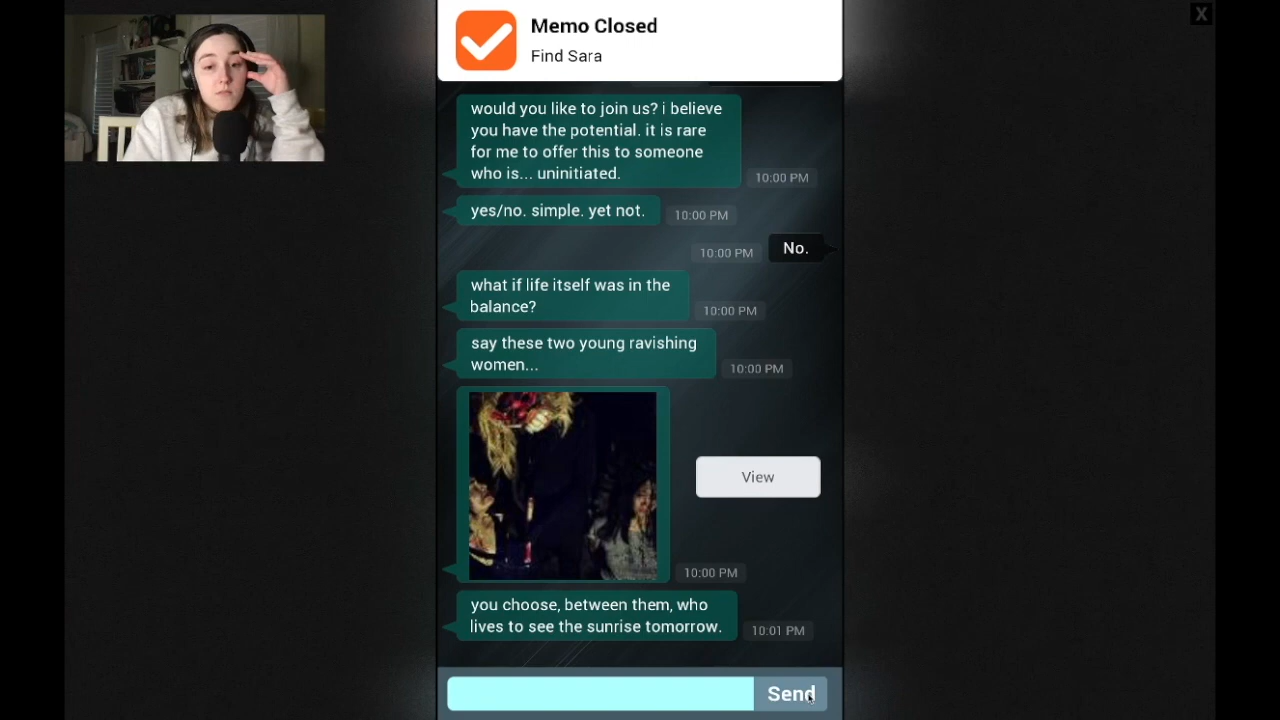 X
Memo Closed
Find Sara
would you like to join us? i believe
you have the potential. it is rare
for me to offer this to someone
who is... uninitiated.
10:00 PM
yes/no. simple. yet not.
10:00 PM
10:00 PM
No.
what if life itself was in the
balance?
10:00 PM
say these two young ravishing
women...
10:00 PM
View
10:00 PM
you choose, between them, who
lives to see the sunrise tomorrow.
10:01 PM
Send